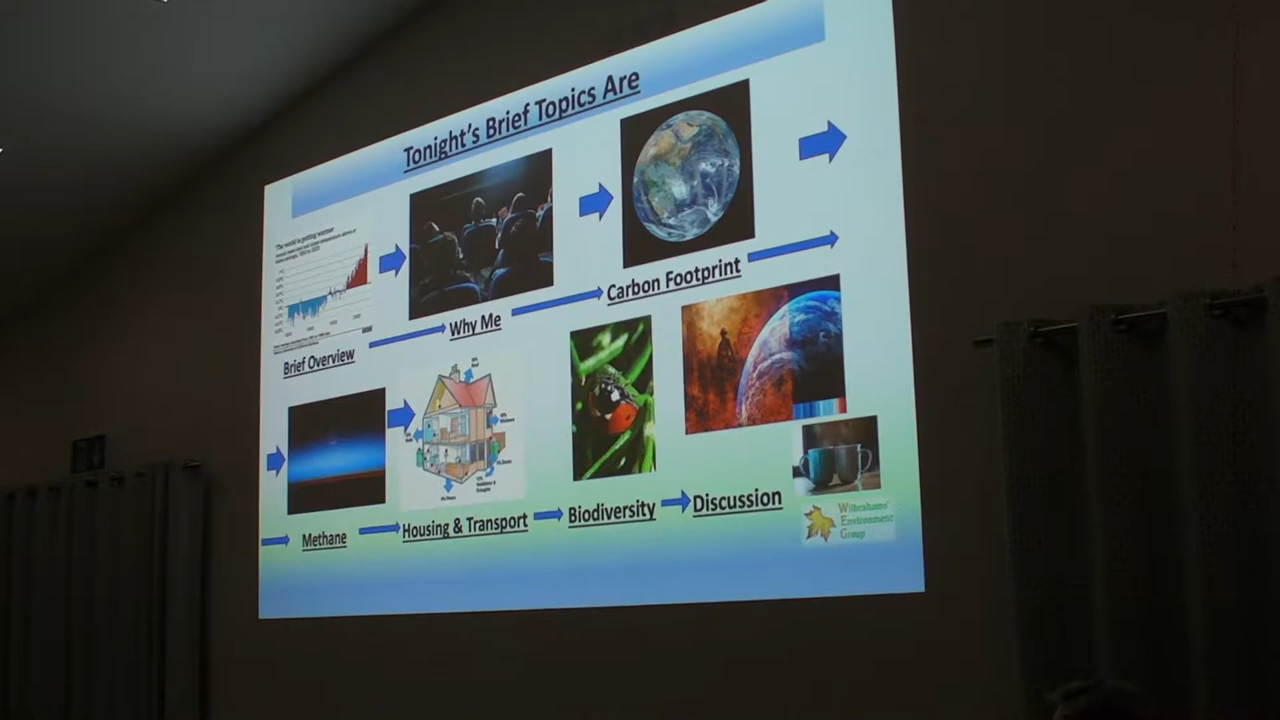 Tonight's Brief Topics Are
The world is getting warmer
Brief Overview
Why Me
Carbon Footprint
Methane
Housing & Transport
Biodiversity
Discussion
Wilbrahams'
Environment
Group